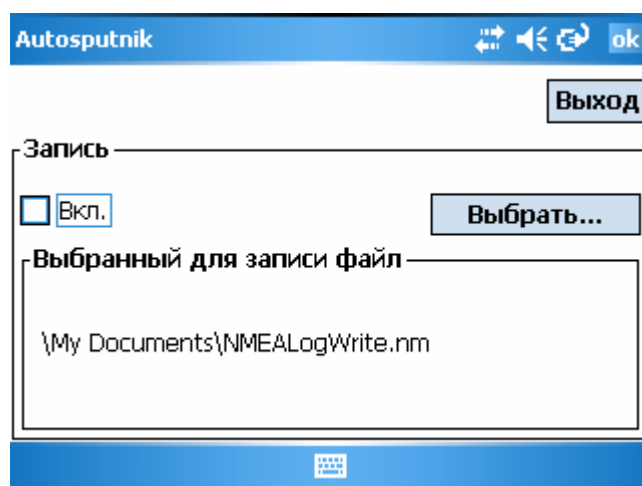 Autosputnik
ok
Выход
Запись
Вкл.
Выбрать...
Выбранный для записи файл
\My Documents\NMEALogWrite.nm